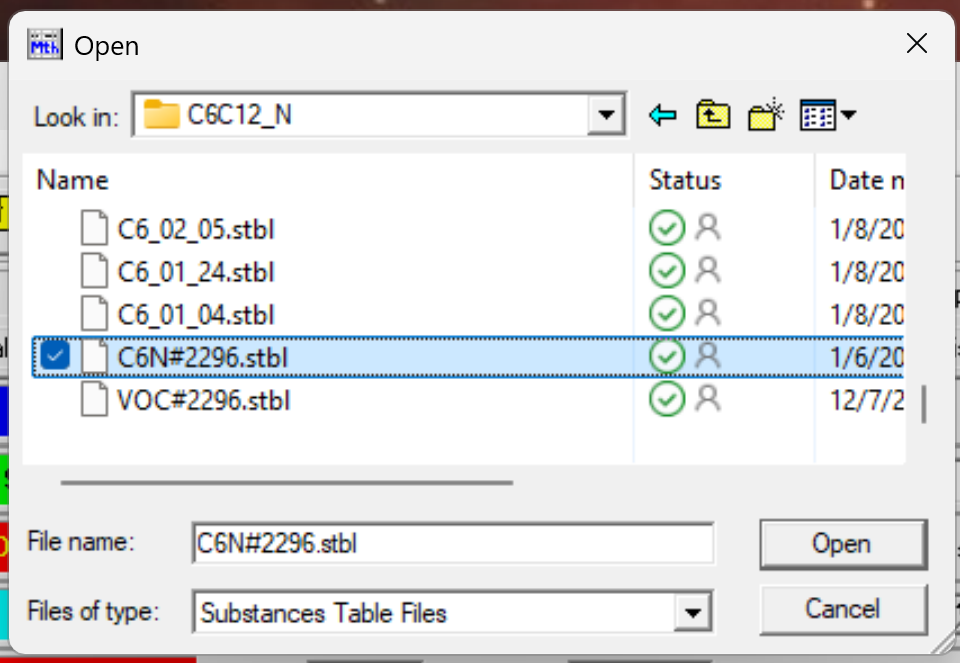 Mth Open
Look in: C6C12_N
Name Status Date n
C6_02_05.stbl 1/8/20
C6_01_24.stbl 1/8/20
C6_01_04.stbl 1/8/20
C6N#2296.stbl 1/6/20
VOC#2296.stbl 12/7/2
File name: C6N#2296.stbl Open
Files of type: Substances Table Files Cancel